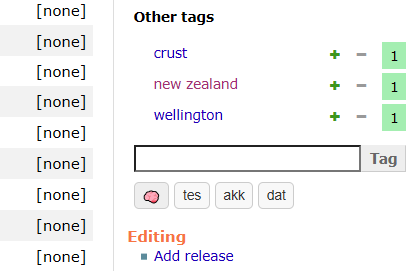 [none]
[none]
[none]
[none]
[none]
[none]
[none]
[none]
[none]
Other tags
crust + − 1
new zealand + − 1
wellington + − 1
Tag
tes akk dat
Editing
Add release